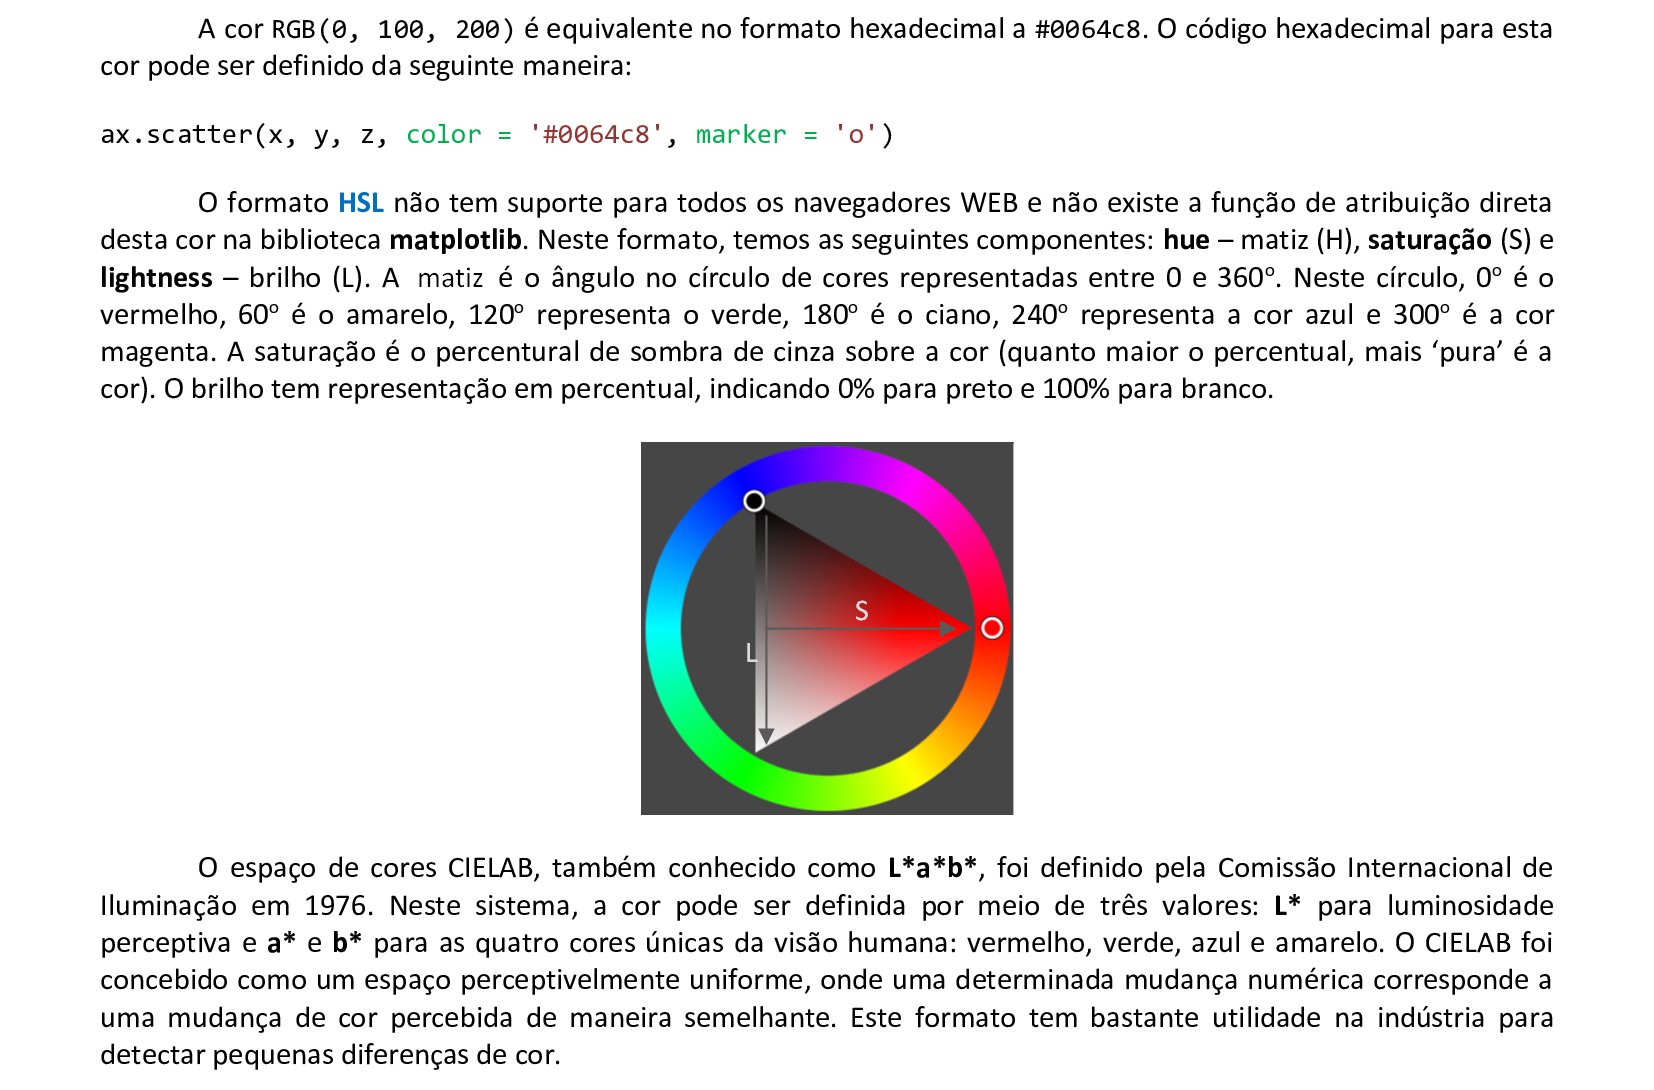 A cor RGB(0, 100, 200) é equivalente no formato hexadecimal a #0064c8. O código hexadecimal para esta
cor pode ser definido da seguinte maneira:
ax.scatter(x, y, z, color = '#0064c8', marker = 'o')
O formato HSL não tem suporte para todos os navegadores WEB e não existe a função de atribuição direta
desta cor na biblioteca matplotlib. Neste formato, temos as seguintes componentes: hue – matiz (H), saturação (S) e
lightness – brilho (L). A matiz é o ângulo no círculo de cores representadas entre 0 e 360º. Neste círculo, 0º é o
vermelho, 60º é o amarelo, 120º representa o verde, 180º é o ciano, 240º representa a cor azul e 300º é a cor
magenta. A saturação é o percentural de sombra de cinza sobre a cor (quanto maior o percentual, mais ‘pura’ é a
cor). O brilho tem representação em percentual, indicando 0% para preto e 100% para branco.
S
L
O espaço de cores CIELAB, também conhecido como L*a*b*, foi definido pela Comissão Internacional de
Iluminação em 1976. Neste sistema, a cor pode ser definida por meio de três valores: L* para luminosidade
perceptiva e a* e b* para as quatro cores únicas da visão humana: vermelho, verde, azul e amarelo. O CIELAB foi
concebido como um espaço perceptivelmente uniforme, onde uma determinada mudança numérica corresponde a
uma mudança de cor percebida de maneira semelhante. Este formato tem bastante utilidade na indústria para
detectar pequenas diferenças de cor.